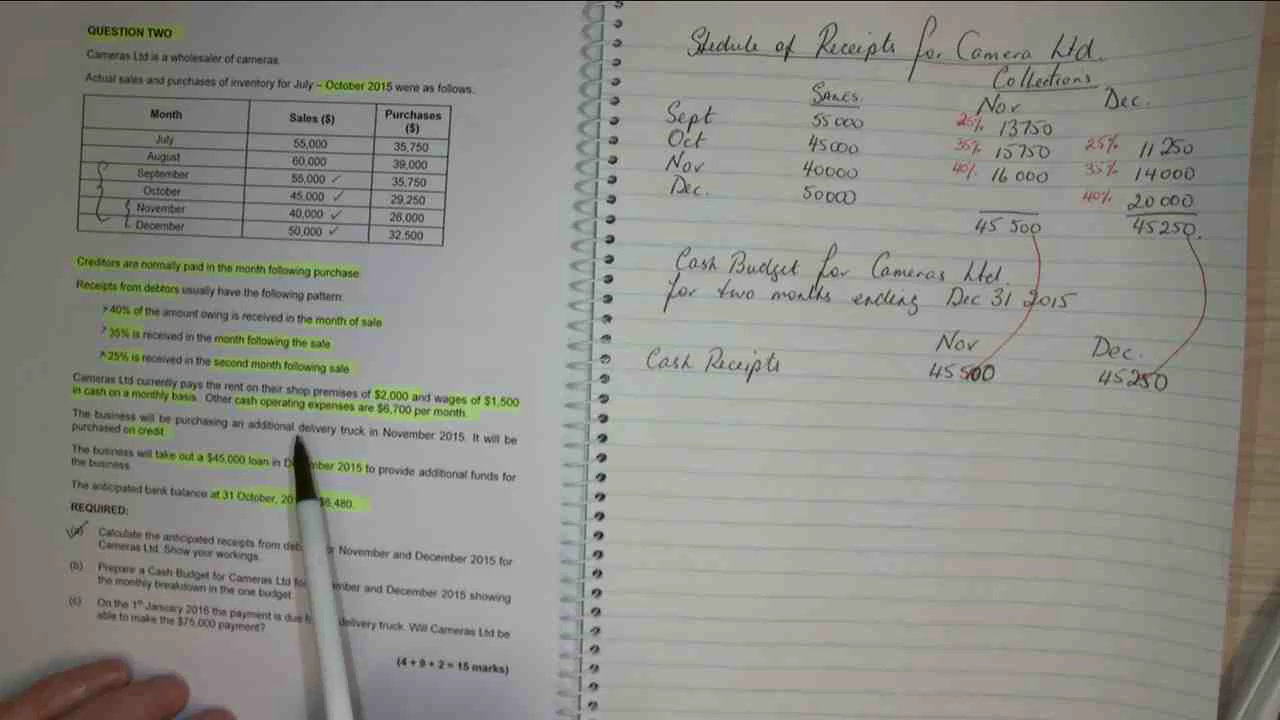 QUESTION TWO
Cameras Ltd is a wholesaler of cameras.
Actual sales and purchases of inventory for July – October 2015 were as follows.
Month Sales ($) Purchases ($)
July 55,000 35,750
August 60,000 39,000
September 55,000 ✓ 35,750
October 45,000 ✓ 29,250
November 40,000 ✓ 26,000
December 50,000 ✓ 32,500
Creditors are normally paid in the month following purchase.
Receipts from debtors usually have the following pattern:
40% of the amount owing is received in the month of sale
35% is received in the month following the sale
25% is received in the second month following sale
Cameras Ltd currently pays the rent on their shop premises of $2,000 and wages of $1,500
in cash on a monthly basis. Other cash operating expenses are $6,700 per month.
The business will be purchasing an additional delivery truck in November 2015. It will be
purchased on credit.
The business will take out a $45,000 loan in mber 2015 to provide additional funds for
the business.
The anticipated bank balance at 31 October, 20 $6,480.
REQUIRED:
(a) Calculate the anticipated receipts from deb November and December 2015 for
Cameras Ltd. Show your workings.
(b) Prepare a Cash Budget for Cameras Ltd fo mber and December 2015 showing
the monthly breakdown in the one budget.
(c) On the 1st January 2016 the payment is due f delivery truck. Will Cameras Ltd be
able to make the $75,000 payment?
(4 + 9 + 2 = 15 marks)
Shedule of Receipts for Camera Ltd.
Collections
SALES. Nov Dec.
Sept 55000 25% 13750
Oct 45000 35% 15750 25% 11250
Nov 40000 40% 16000 35% 14000
Dec. 50000 40% 20000
45500 45250.
Cash Budget for Cameras Ltd.
for two months ending Dec 31 2015
Nov Dec.
Cash Receipts 45500 45250